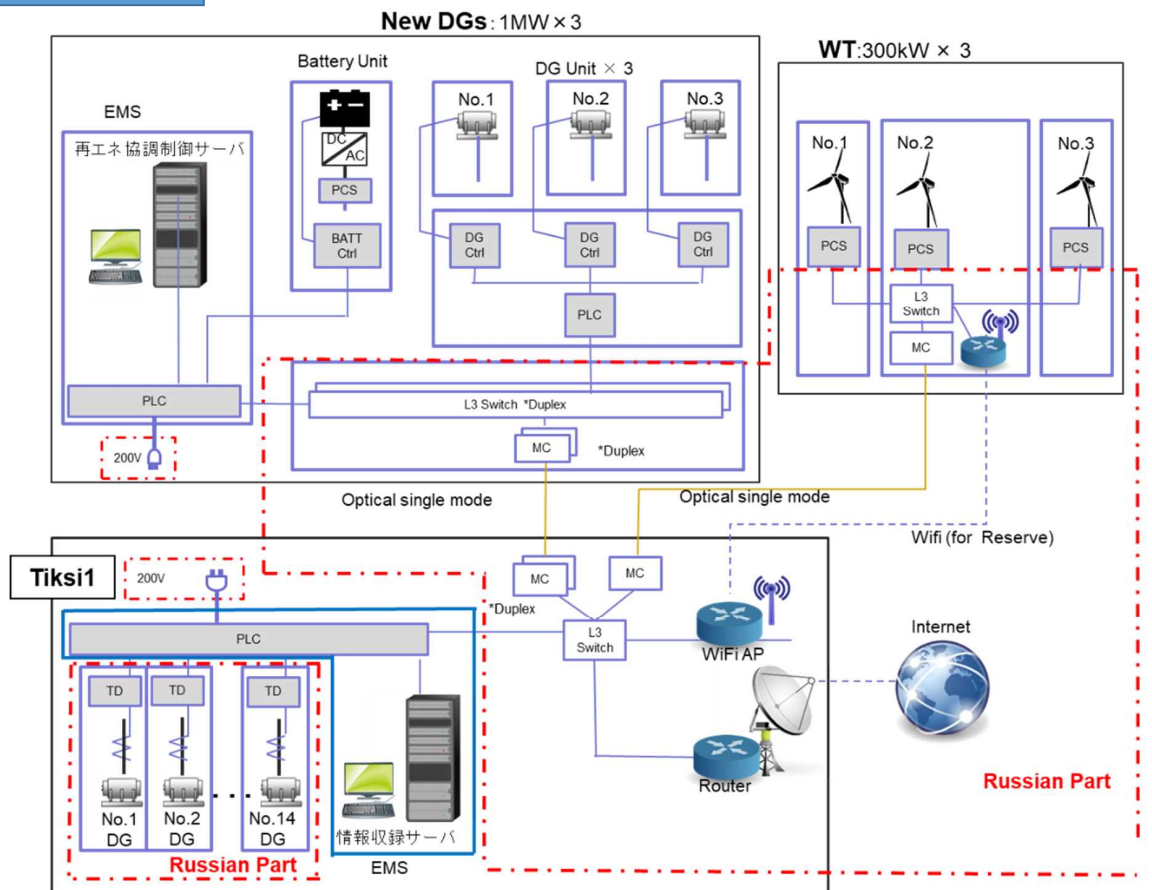 New DGs: 1MW×3
WT:300kW × 3
Battery Unit
DG Unit × 3
EMS
再エネ協調制御サーバ
No.1
No.2
No.3
No.1
No.2
No.3
DC
AC
PCS
BATT
Ctrl
DG
Ctrl
DG
Ctrl
DG
Ctrl
PLC
PCS
PCS
PCS
L3
Switch
MC
PLC
L3 Switch *Duplex
MC
*Duplex
200V
Optical single mode
Optical single mode
Wifi (for Reserve)
Tiksi1
200V
MC
MC
*Duplex
L3
Switch
WiFi AP
Internet
PLC
TD
TD
TD
Router
No.1
DG
No.2
DG
No.14
DG
Russian Part
情報収録サーバ
EMS
Russian Part